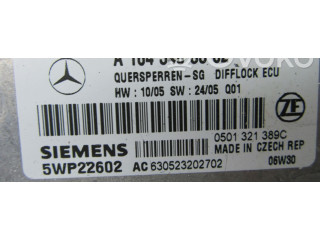 QUERSPERREN-SG DIFFLOCK ECU
HW : 10/05 SW : 24/05 Q01
ZF
0501 321 389C
SIEMENS
MADE IN CZECH REP
5WP22602
AC 630523202702
06W30